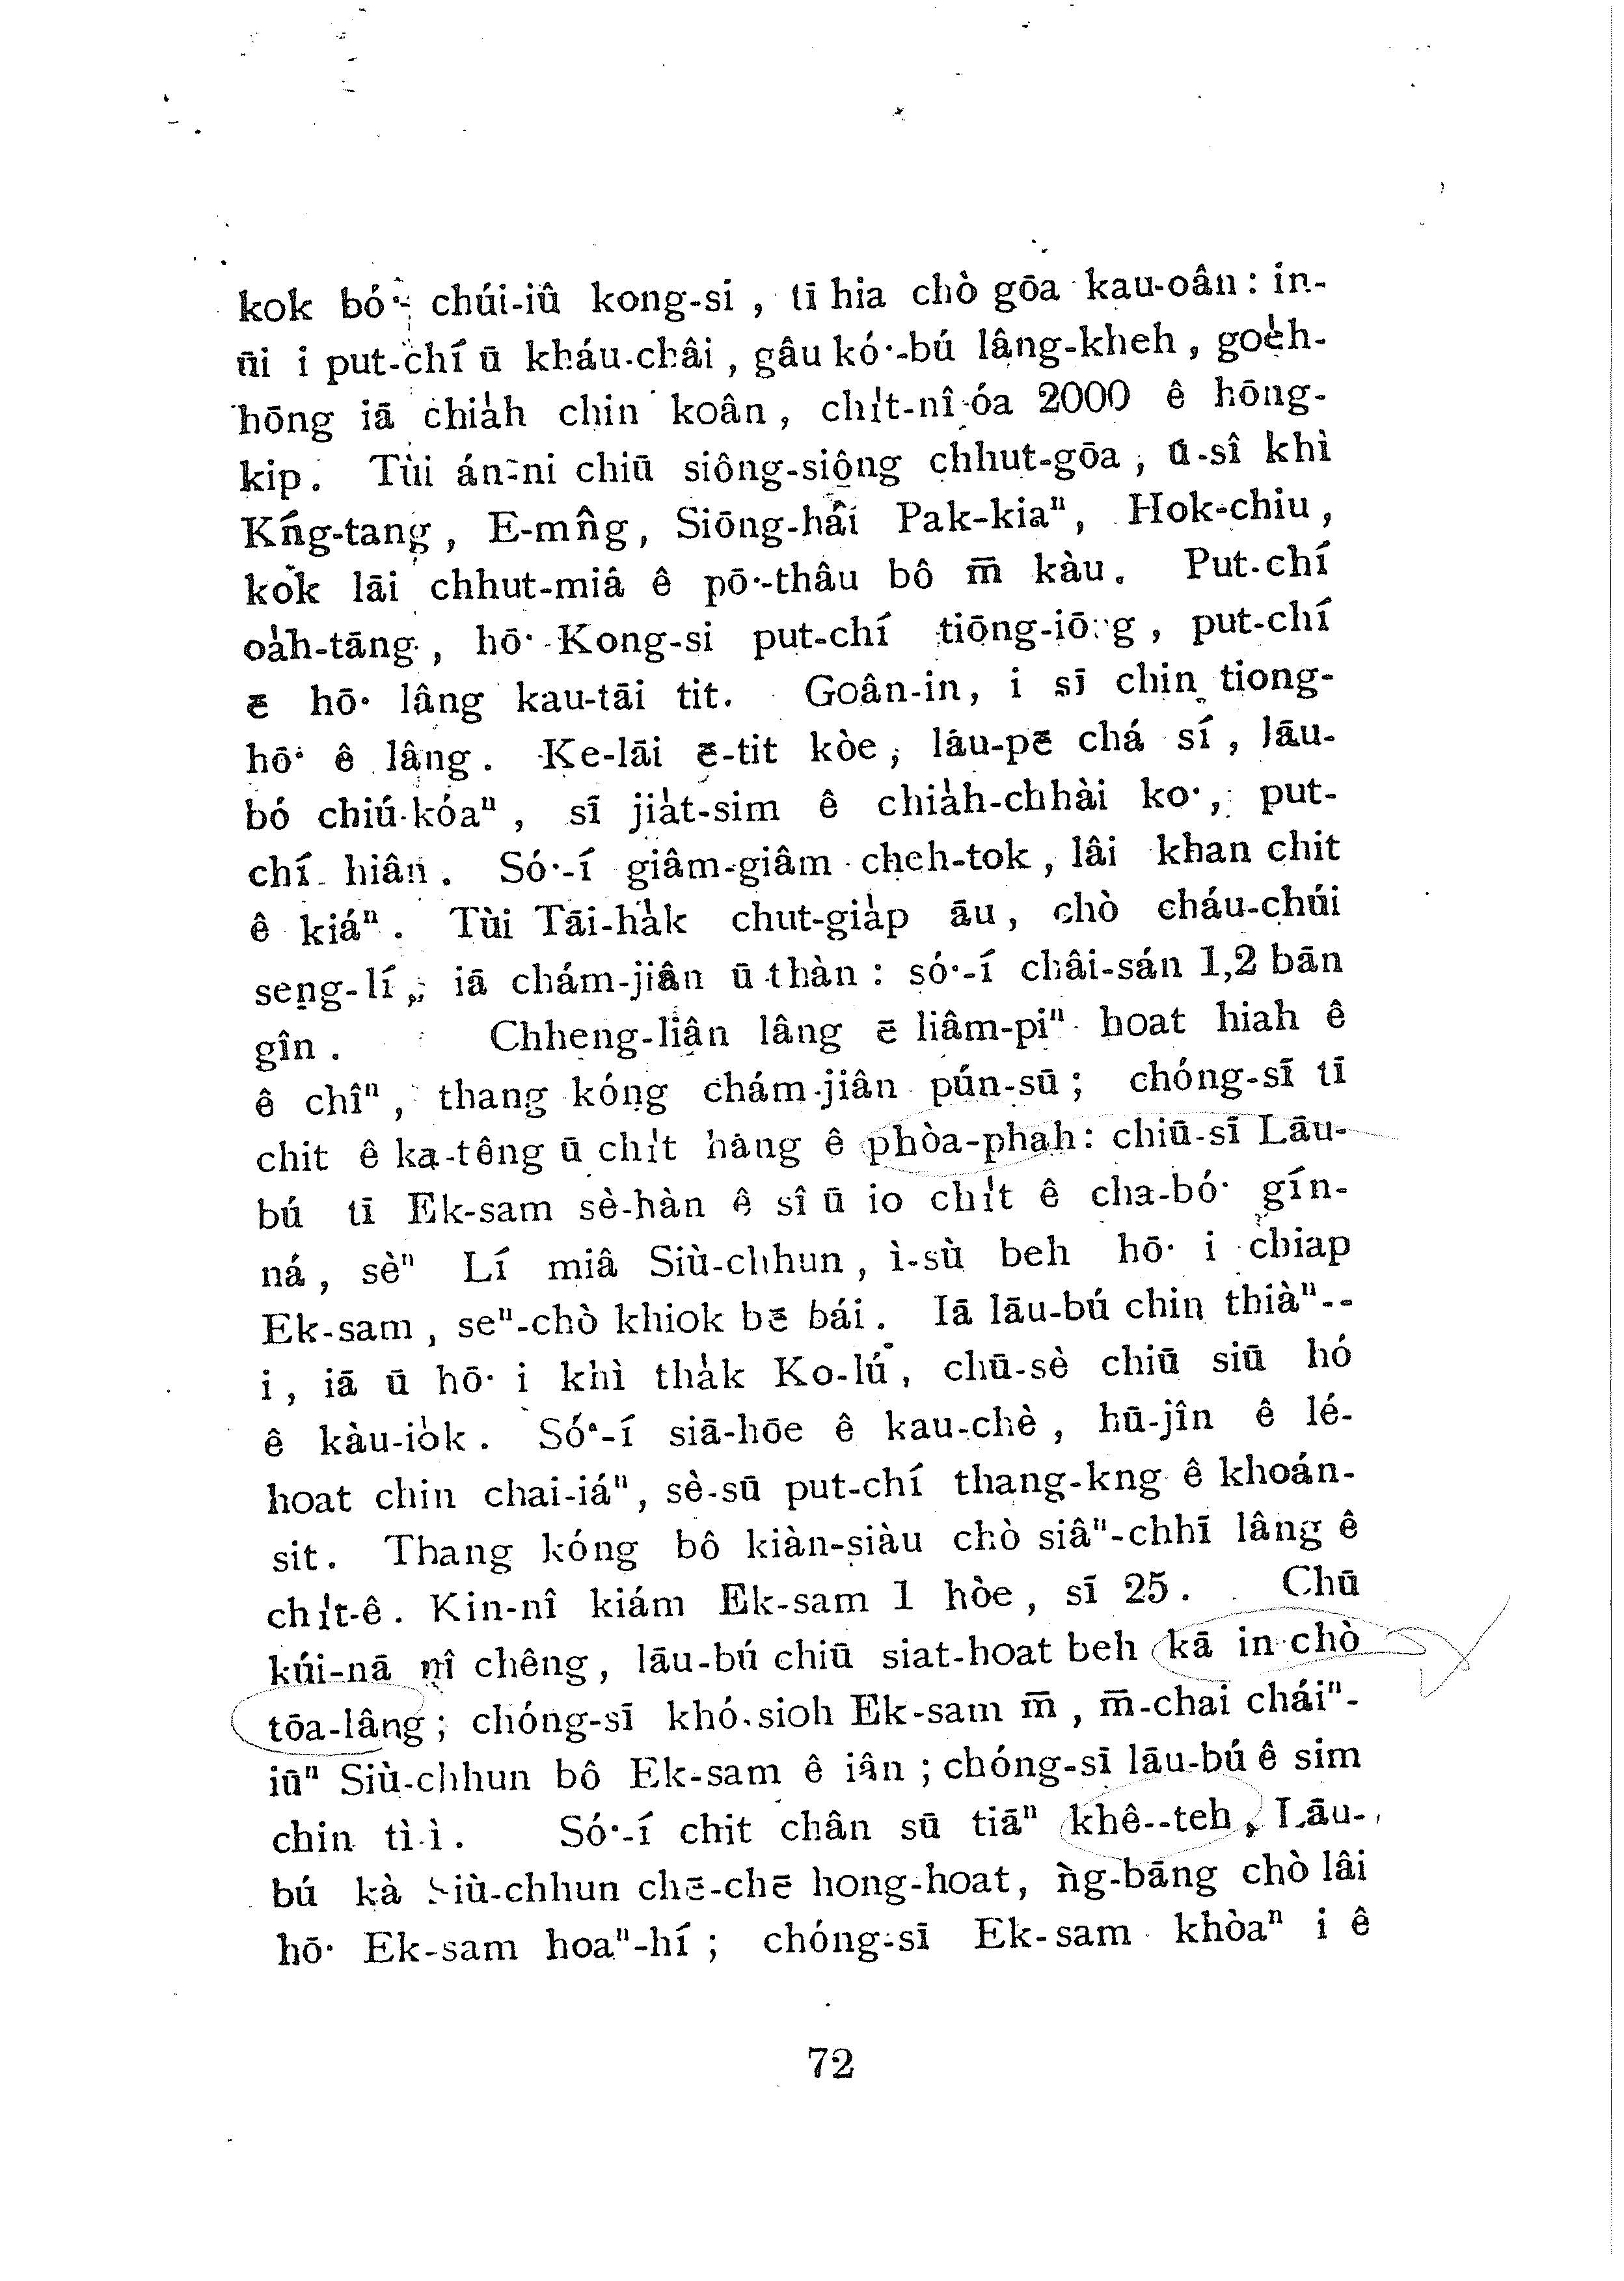 kok bó͘ chúi-iû kong-si , tī hia chò gōa kau-oân : in-
ūi i put-chí ū kháu-châi , gâu kó͘-bú lâng-kheh , goe̍h-
hōng iā chia̍h chin koân , chi̍t-nî óa 2000 ê hōng-
kip . Tùi án-ni chiū siông-siông chhut-gōa , ū-sî khì
Kńg-tang , E-mn̂g , Siōng-hái Pak-kiaⁿ , Hok-chiu ,
kok lāi chhut-miâ ê pō͘-thâu bô m̄ kàu . Put-chí
oa̍h-tāng , hō͘ Kong-si put-chí tiōng-iōng , put-chí
ē hō͘ lâng kau-tāi tit . Goân-in , i sī chin tiong-
hō͘ ê lâng . Ke-lāi ē-tit kòe , lāu-pē chá sí , lāu-
bó chiú-kóaⁿ , sī jia̍t-sim ê chia̍h-chhài ko͘ , put-
chí hiân . Só͘-í giâm-giâm cheh-tok , lâi khan chit
ê kiáⁿ . Tùi Tāi-ha̍k chut-gia̍p āu , chò cháu-chúi
seng-lí , iā chám-jiân ū thàn : só͘-í châi-sán 1,2 bān
gîn . Chheng-liân lâng ē liâm-piⁿ hoat hiah ê
ê chîⁿ , thang kóng chám-jiân pún-sū ; chóng-sī tī
chit ê ka-têng ū chi̍t hāng ê phòa-phah : chiū-sī Lāu-
bú tī Ek-sam sè-hàn ê sî ū io chi̍t ê cha-bó͘ gín-
ná , sèⁿ Lí miâ Siù-chhun , ì-sù beh hō͘ i chiap
Ek-sam , seⁿ-chò khiok bē bái . Iā lāu-bú chin thiàⁿ--
i , iā ū hō͘ i khì tha̍k Ko-lú , chū-sè chiū siū hó
ê kàu-io̍k . Só͘-í siā-hōe ê kau-chè , hū-jîn ê lé-
hoat chin chai-iáⁿ , sè-sū put-chí thang-kng ê khoán-
sit . Thang kóng bô kiàn-siàu chò siâⁿ-chhī lâng ê
chi̍t-ê . Kin-nî kiám Ek-sam 1 hòe , sī 25 . Chū
kúi-nā nî chêng , lāu-bú chiū siat-hoat beh kā in chò
tōa-lâng ; chóng-sī khó-sioh Ek-sam m̄ , m̄-chai cháiⁿ-
iūⁿ Siù-chhun bô Ek-sam ê iân ; chóng-sī lāu-bú ê sim
chin tì-ì . Só͘-í chit chân sū tiāⁿ khê--teh , Lāu-
bú kà Siù-chhun chē-chē hong-hoat , ǹg-bāng chò lâi
hō͘ Ek-sam hoaⁿ-hí ; chóng-sī Ek-sam khòaⁿ i ê
72